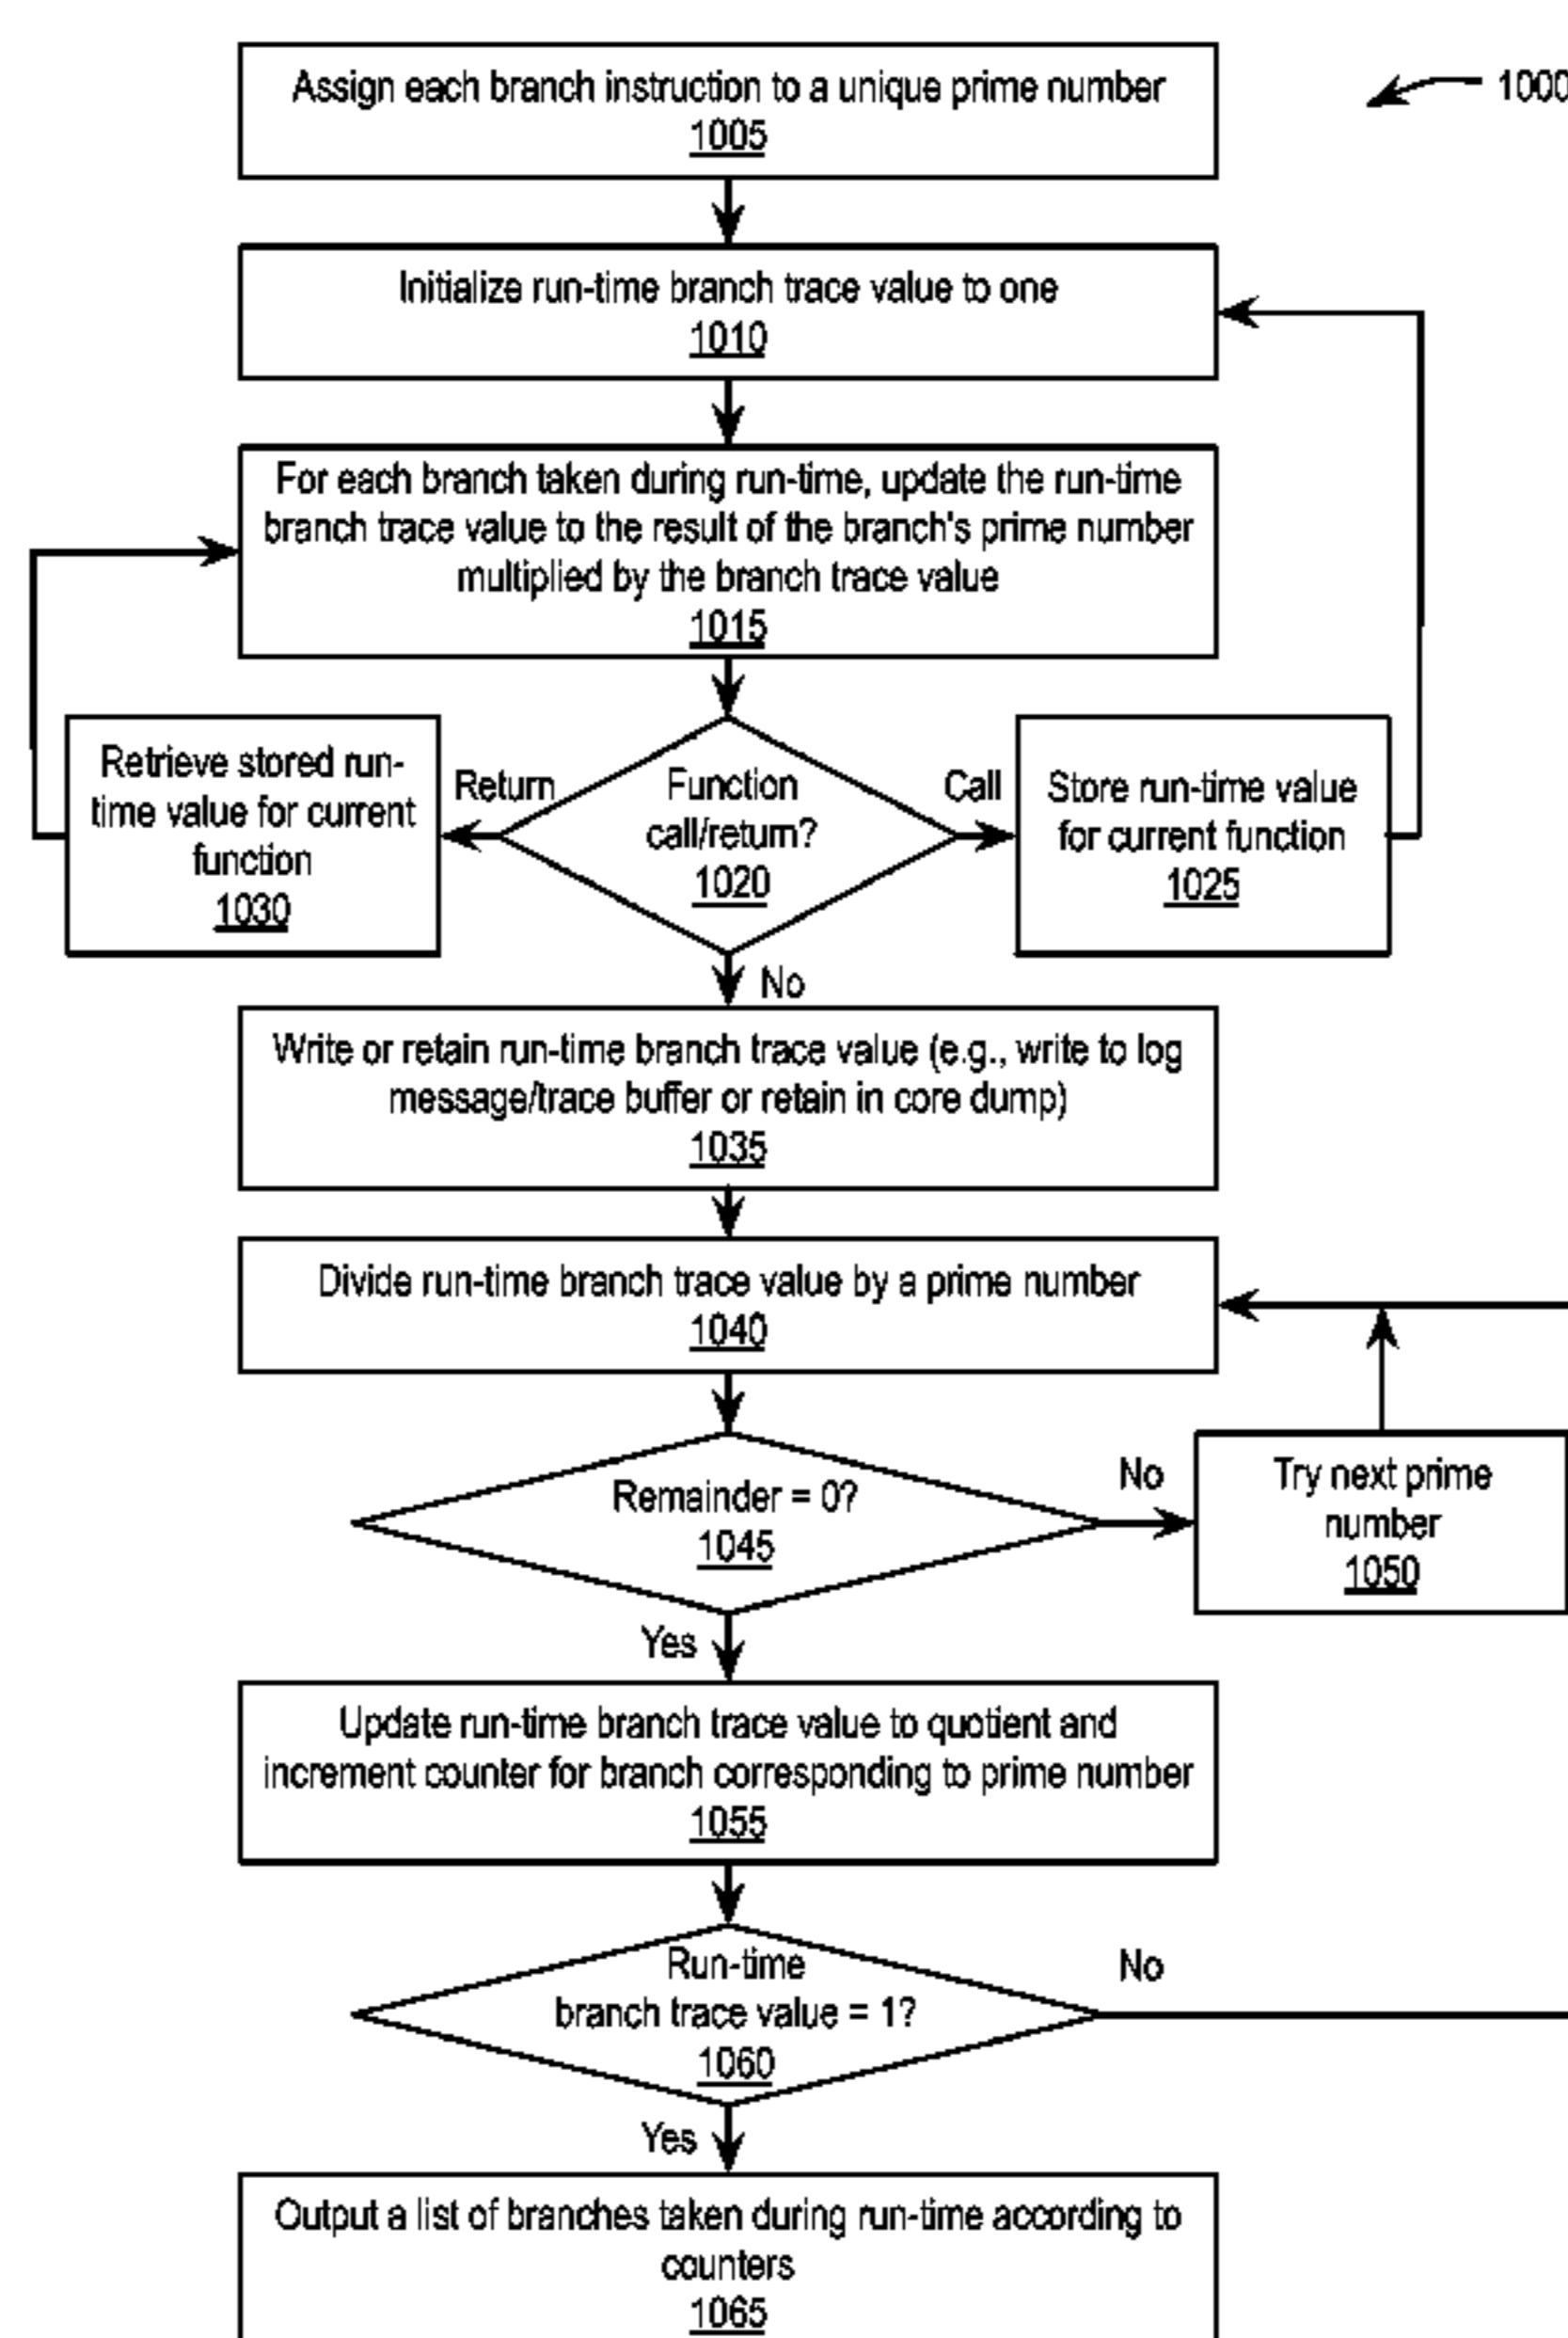 Assign each branch instruction to a unique prime number
1005
1000
Initialize run-time branch trace value to one
1010
For each branch taken during run-time, update the run-time
branch trace value to the result of the branch's prime number
multiplied by the branch trace value
1015
Retrieve stored run-
time value for current
function
1030
Return
Function
call/return?
1020
Call
Store run-time value
for current function
1025
No
Write or retain run-time branch trace value (e.g., write to log
message/trace buffer or retain in core dump)
1035
Divide run-time branch trace value by a prime number
1040
Remainder = 0?
1045
No
Try next prime
number
1050
Yes
Update run-time branch trace value to quotient and
increment counter for branch corresponding to prime number
1055
Run-time
branch trace value = 1?
1060
No
Yes
Output a list of branches taken during run-time according to
counters
1065